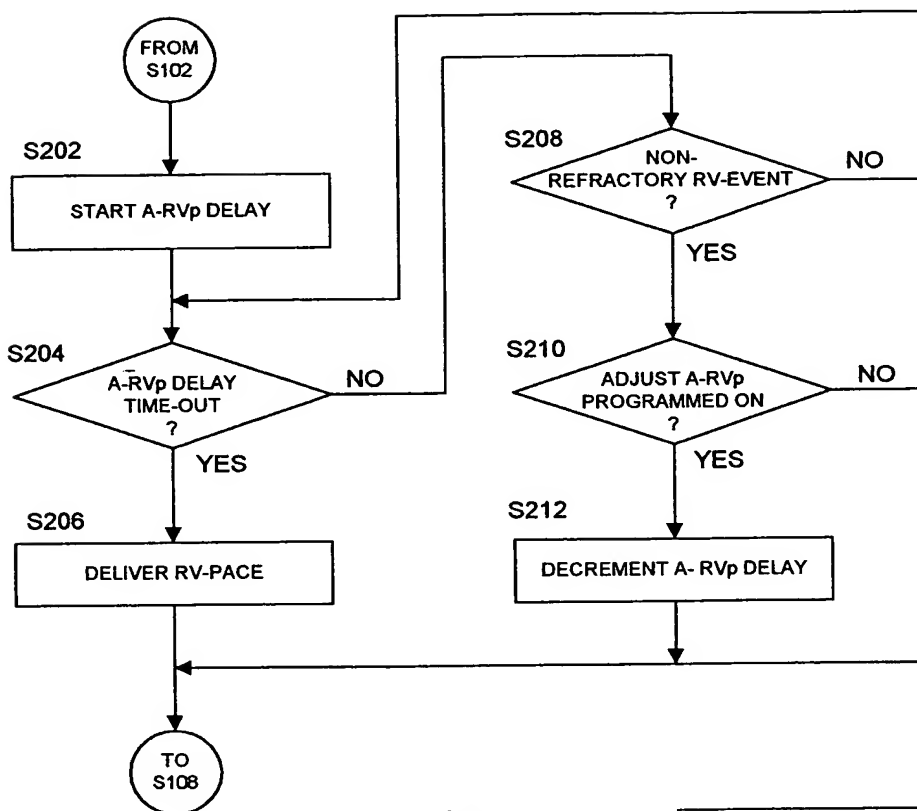 FROM
S102
S202
START A-RVp DELAY
S204
A-RVp DELAY
TIME-OUT
?
NO
YES
S206
DELIVER RV-PACE
TO
S108
S208
NON-
REFRACTORY RV-EVENT
?
NO
YES
S210
ADJUST A-RVp
PROGRAMMED ON
?
NO
YES
S212
DECREMENT A- RVp DELAY